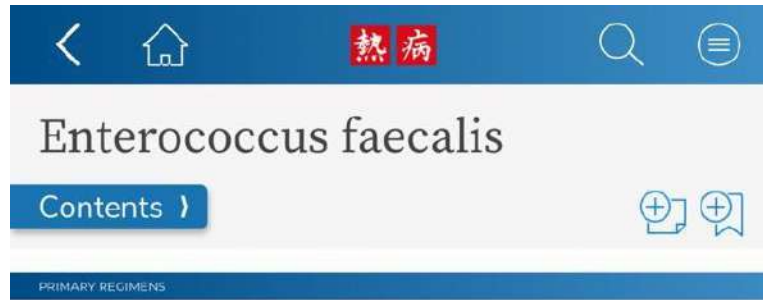 熱病
Enterococcus faecalis
Contents ⟩
PRIMARY REGIMENS